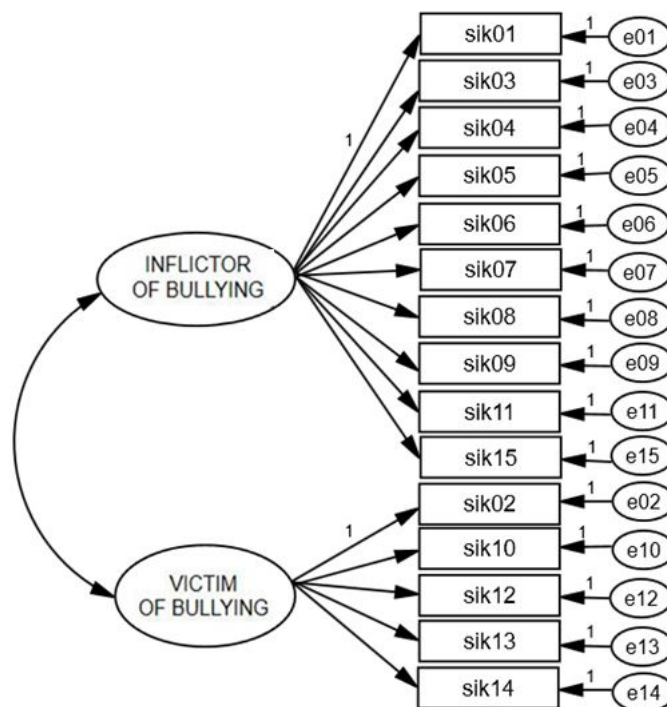 sik01
1
e01
sik03
1
e03
1
sik04
1
e04
sik05
1
e05
sik06
1
e06
INFLICTOR
OF BULLYING
sik07
1
e07
sik08
1
e08
sik09
1
e09
sik11
1
e11
sik15
1
e15
sik02
1
e02
1
sik10
1
e10
VICTIM
OF BULLYING
sik12
1
e12
sik13
1
e13
sik14
1
e14